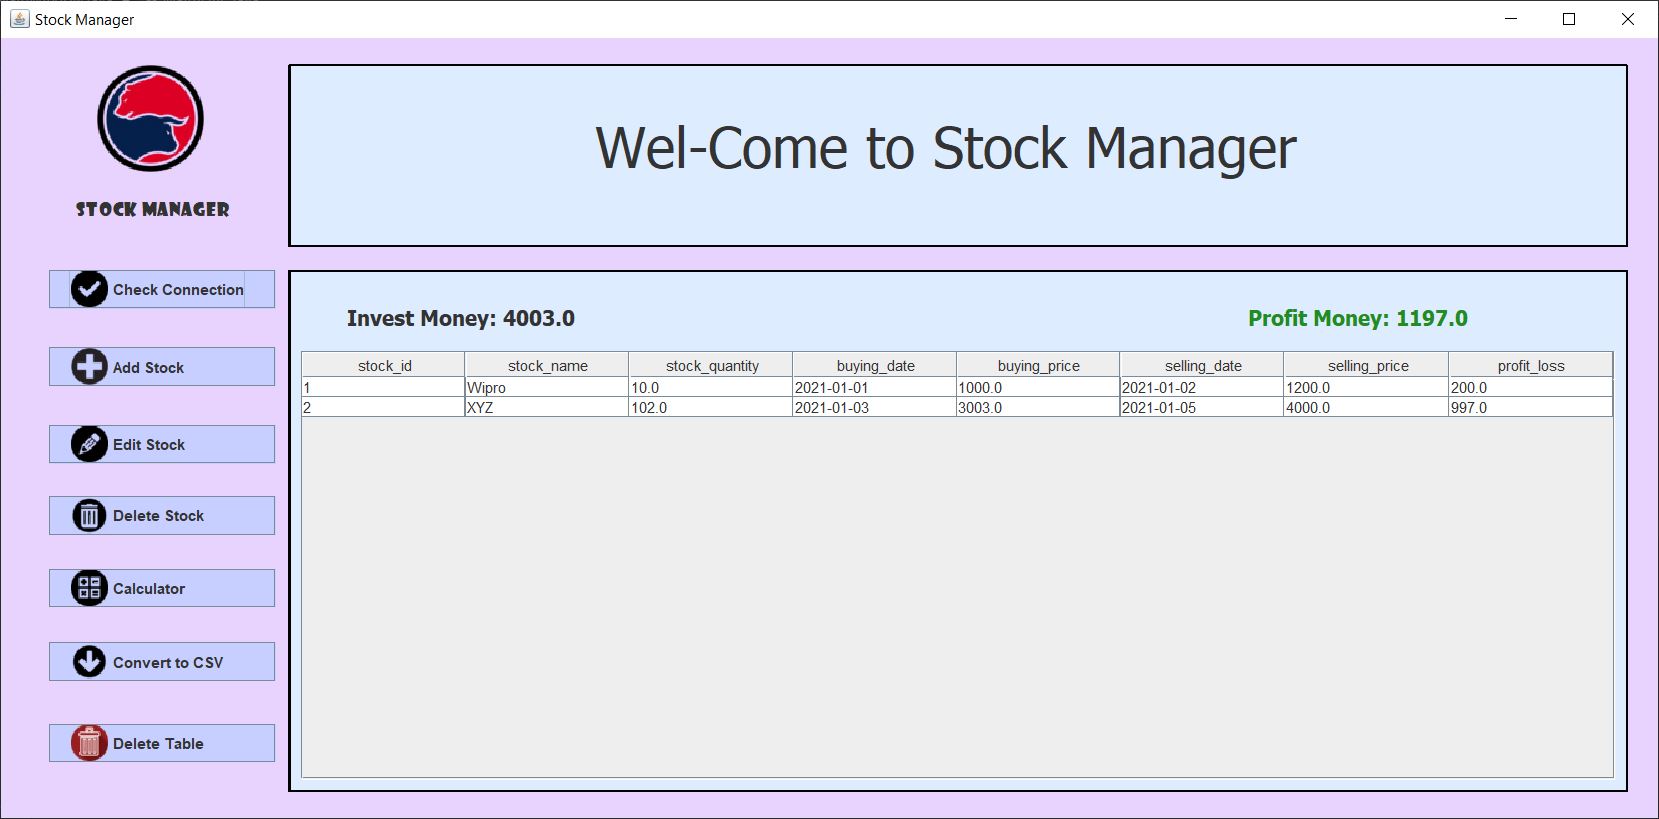 Stock Manager
STOCK MANAGER
Wel-Come to Stock Manager
Check Connection
Add Stock
Edit Stock
Delete Stock
Calculator
Convert to CSV
Delete Table
Invest Money: 4003.0 Profit Money: 1197.0
stock_id stock_name stock_quantity buying_date buying_price selling_date selling_price profit_loss
1 Wipro 10.0 2021-01-01 1000.0 2021-01-02 1200.0 200.0
2 XYZ 102.0 2021-01-03 3003.0 2021-01-05 4000.0 997.0